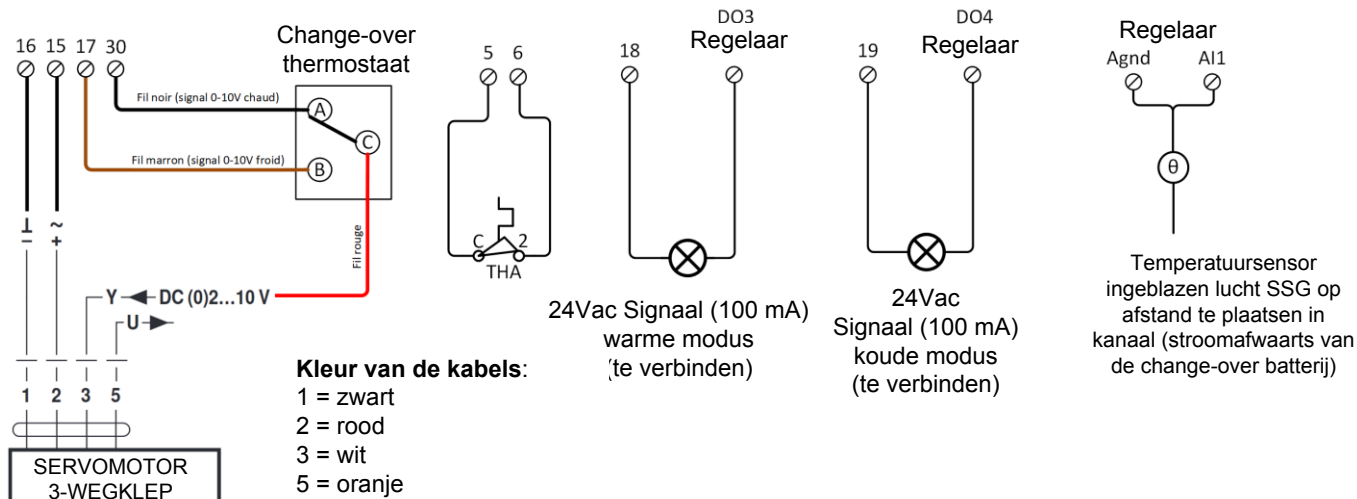 16 15 17 30
Change-over
thermostaat
Fil noir (signal 0-10V chaud)
A
C
Fil marron (signal 0-10V froid)
B
Fil rouge
⊥ ~
− +
Y DC (0)2...10 V
U
1 2 3 5
SERVOMOTOR
3-WEGKLEP
Kleur van de kabels:
1 = zwart
2 = rood
3 = wit
5 = oranje
5 6
C 2
THA
DO3
18 Regelaar
24Vac Signaal (100 mA)
warme modus
(te verbinden)
DO4
19 Regelaar
24Vac
Signaal (100 mA)
koude modus
(te verbinden)
Regelaar
Agnd AI1
θ
Temperatuursensor
ingeblazen lucht SSG op
afstand te plaatsen in
kanaal (stroomafwaarts van
de change-over batterij)